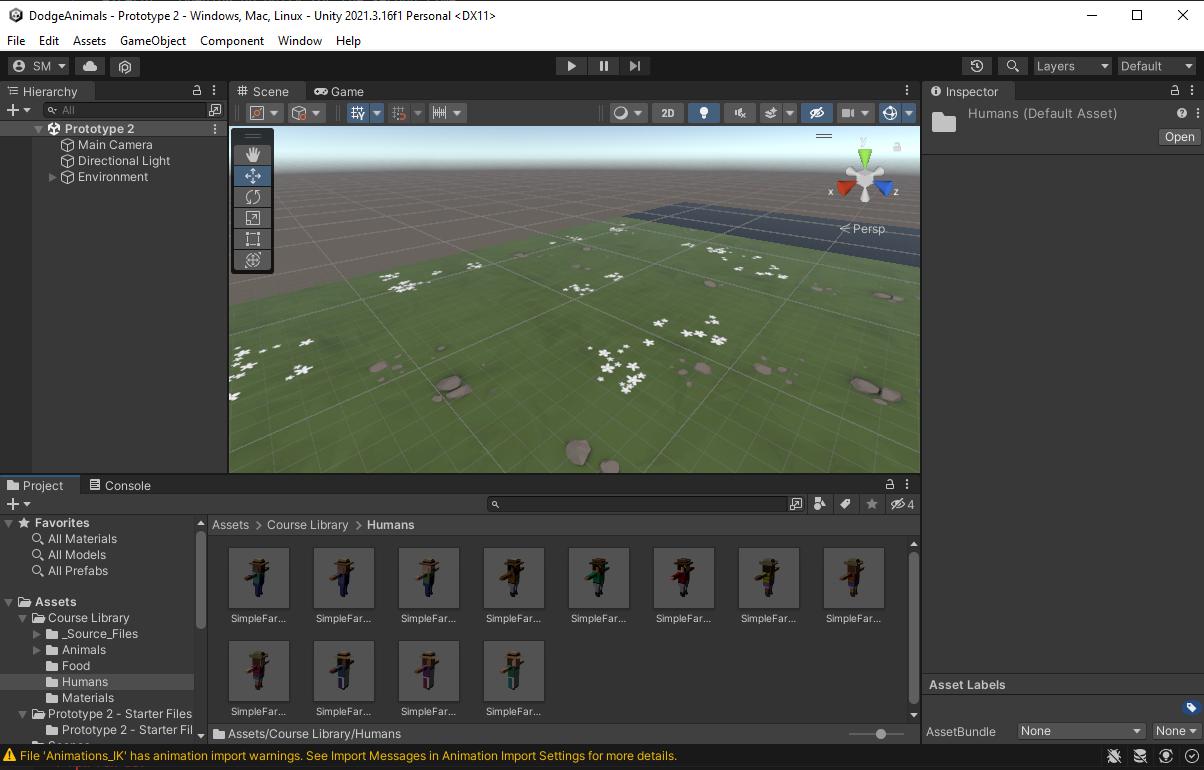 DodgeAnimals - Prototype 2 - Windows, Mac, Linux - Unity 2021.3.16f1 Personal <DX11>
File Edit Assets GameObject Component Window Help
SM Layers Default
Hierarchy
All
Prototype 2
Main Camera
Directional Light
Environment
Scene Game
2D
y
x z
Persp
Inspector
Humans (Default Asset)
Open
Project Console
4
Favorites
All Materials
All Models
All Prefabs
Assets
Course Library
_Source_Files
Animals
Food
Humans
Materials
Prototype 2 - Starter Files
Prototype 2 - Starter Fil
Assets > Course Library > Humans
SimpleFar... SimpleFar... SimpleFar... SimpleFar... SimpleFar... SimpleFar... SimpleFar... SimpleFar...
SimpleFar... SimpleFar... SimpleFar... SimpleFar...
Assets/Course Library/Humans
Asset Labels
AssetBundle None None
File 'Animations_IK' has animation import warnings. See Import Messages in Animation Import Settings for more details.